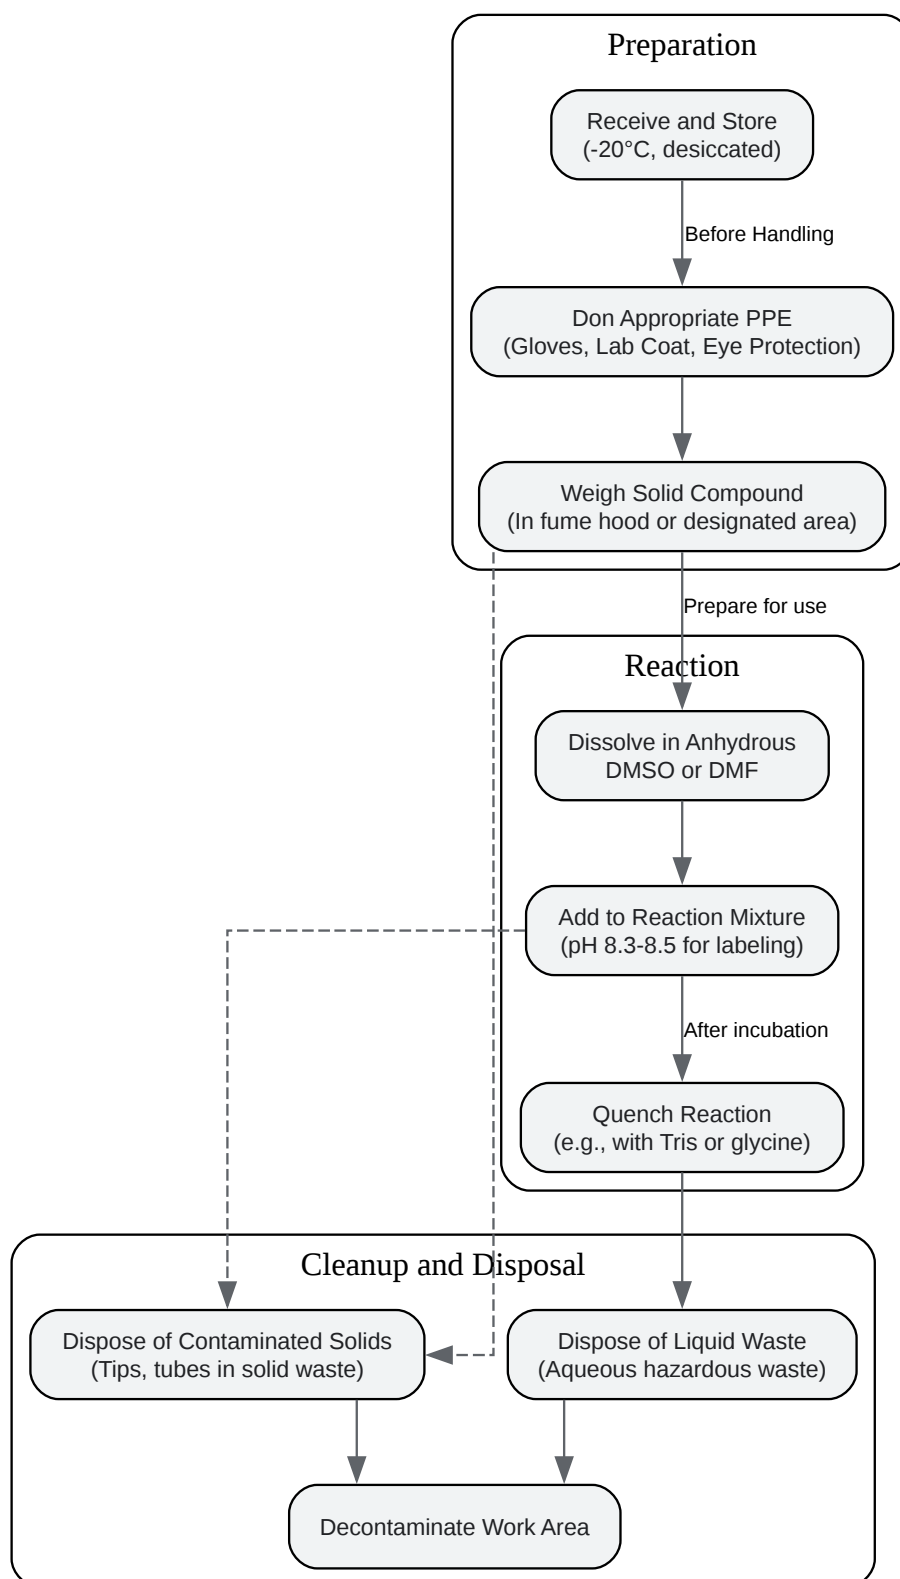 Preparation
Receive and Store
(-20°C, desiccated)
Before Handling
Don Appropriate PPE
(Gloves, Lab Coat, Eye Protection)
Weigh Solid Compound
(In fume hood or designated area)
Prepare for use
Reaction
Dissolve in Anhydrous
DMSO or DMF
Add to Reaction Mixture
(pH 8.3-8.5 for labeling)
After incubation
Quench Reaction
(e.g., with Tris or glycine)
Cleanup and Disposal
Dispose of Contaminated Solids
(Tips, tubes in solid waste)
Dispose of Liquid Waste
(Aqueous hazardous waste)
Decontaminate Work Area